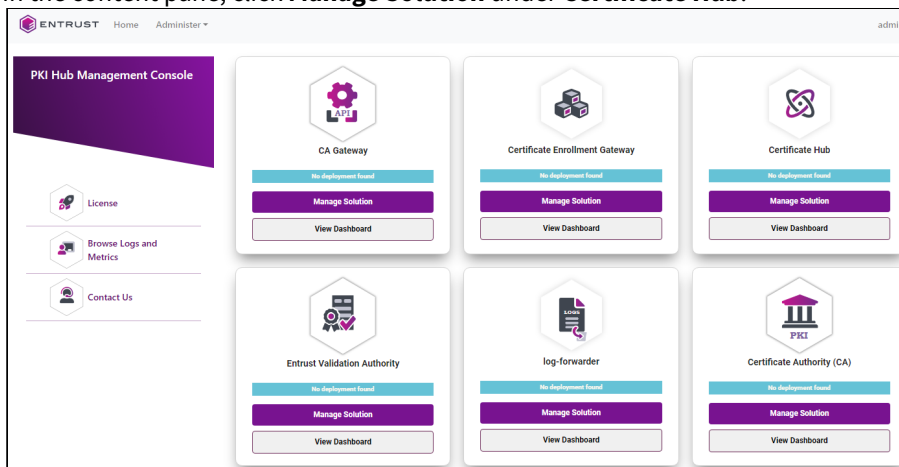 In the content pane, click Manage Solution under Certificate Hub.
ENTRUST Home Administer
admi
PKI Hub Management Console
License
Browse Logs and
Metrics
Contact Us
API
CA Gateway
No deployment found
Manage Solution
View Dashboard
Certificate Enrollment Gateway
No deployment found
Manage Solution
View Dashboard
Certificate Hub
No deployment found
Manage Solution
View Dashboard
Entrust Validation Authority
No deployment found
Manage Solution
View Dashboard
LOGS
log-forwarder
No deployment found
Manage Solution
View Dashboard
PKI
Certificate Authority (CA)
No deployment found
Manage Solution
View Dashboard